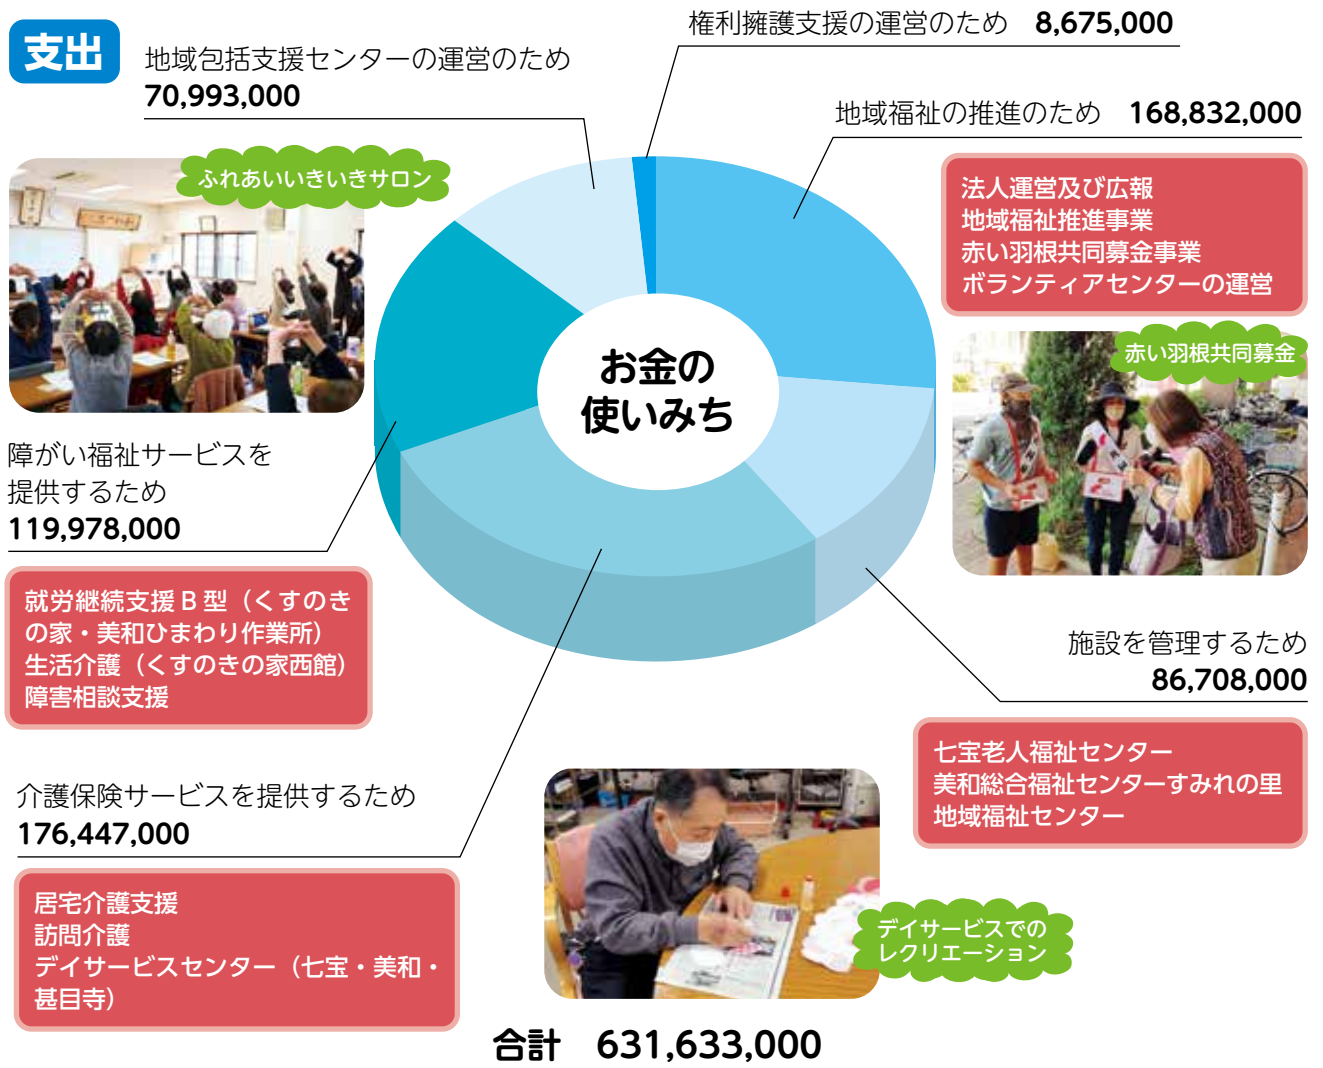 支出
地域包括支援センターの運営のため
70,993,000
権利擁護支援の運営のため 8,675,000
地域福祉の推進のため 168,832,000
法人運営及び広報
地域福祉推進事業
赤い羽根共同募金事業
ボランティアセンターの運営
ふれあいいきいきサロン
赤い羽根共同募金
お金の
使いみち
障がい福祉サービスを
提供するため
119,978,000
就労継続支援B型（くすのき
の家・美和ひまわり作業所）
生活介護（くすのきの家西館）
障害相談支援
施設を管理するため
86,708,000
七宝老人福祉センター
美和総合福祉センターすみれの里
地域福祉センター
介護保険サービスを提供するため
176,447,000
居宅介護支援
訪問介護
デイサービスセンター（七宝・美和・
甚目寺）
デイサービスでの
レクリエーション
合計 631,633,000